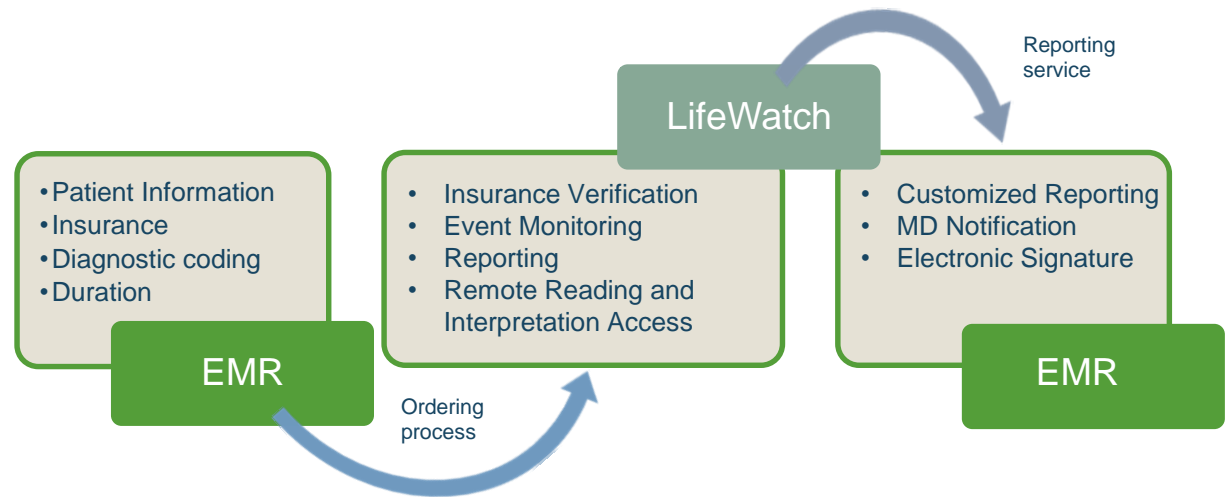 • Patient Information
• Insurance
• Diagnostic coding
• Duration
EMR
Ordering
process
LifeWatch
• Insurance Verification
• Event Monitoring
• Reporting
• Remote Reading and
Interpretation Access
Reporting
service
• Customized Reporting
• MD Notification
• Electronic Signature
EMR